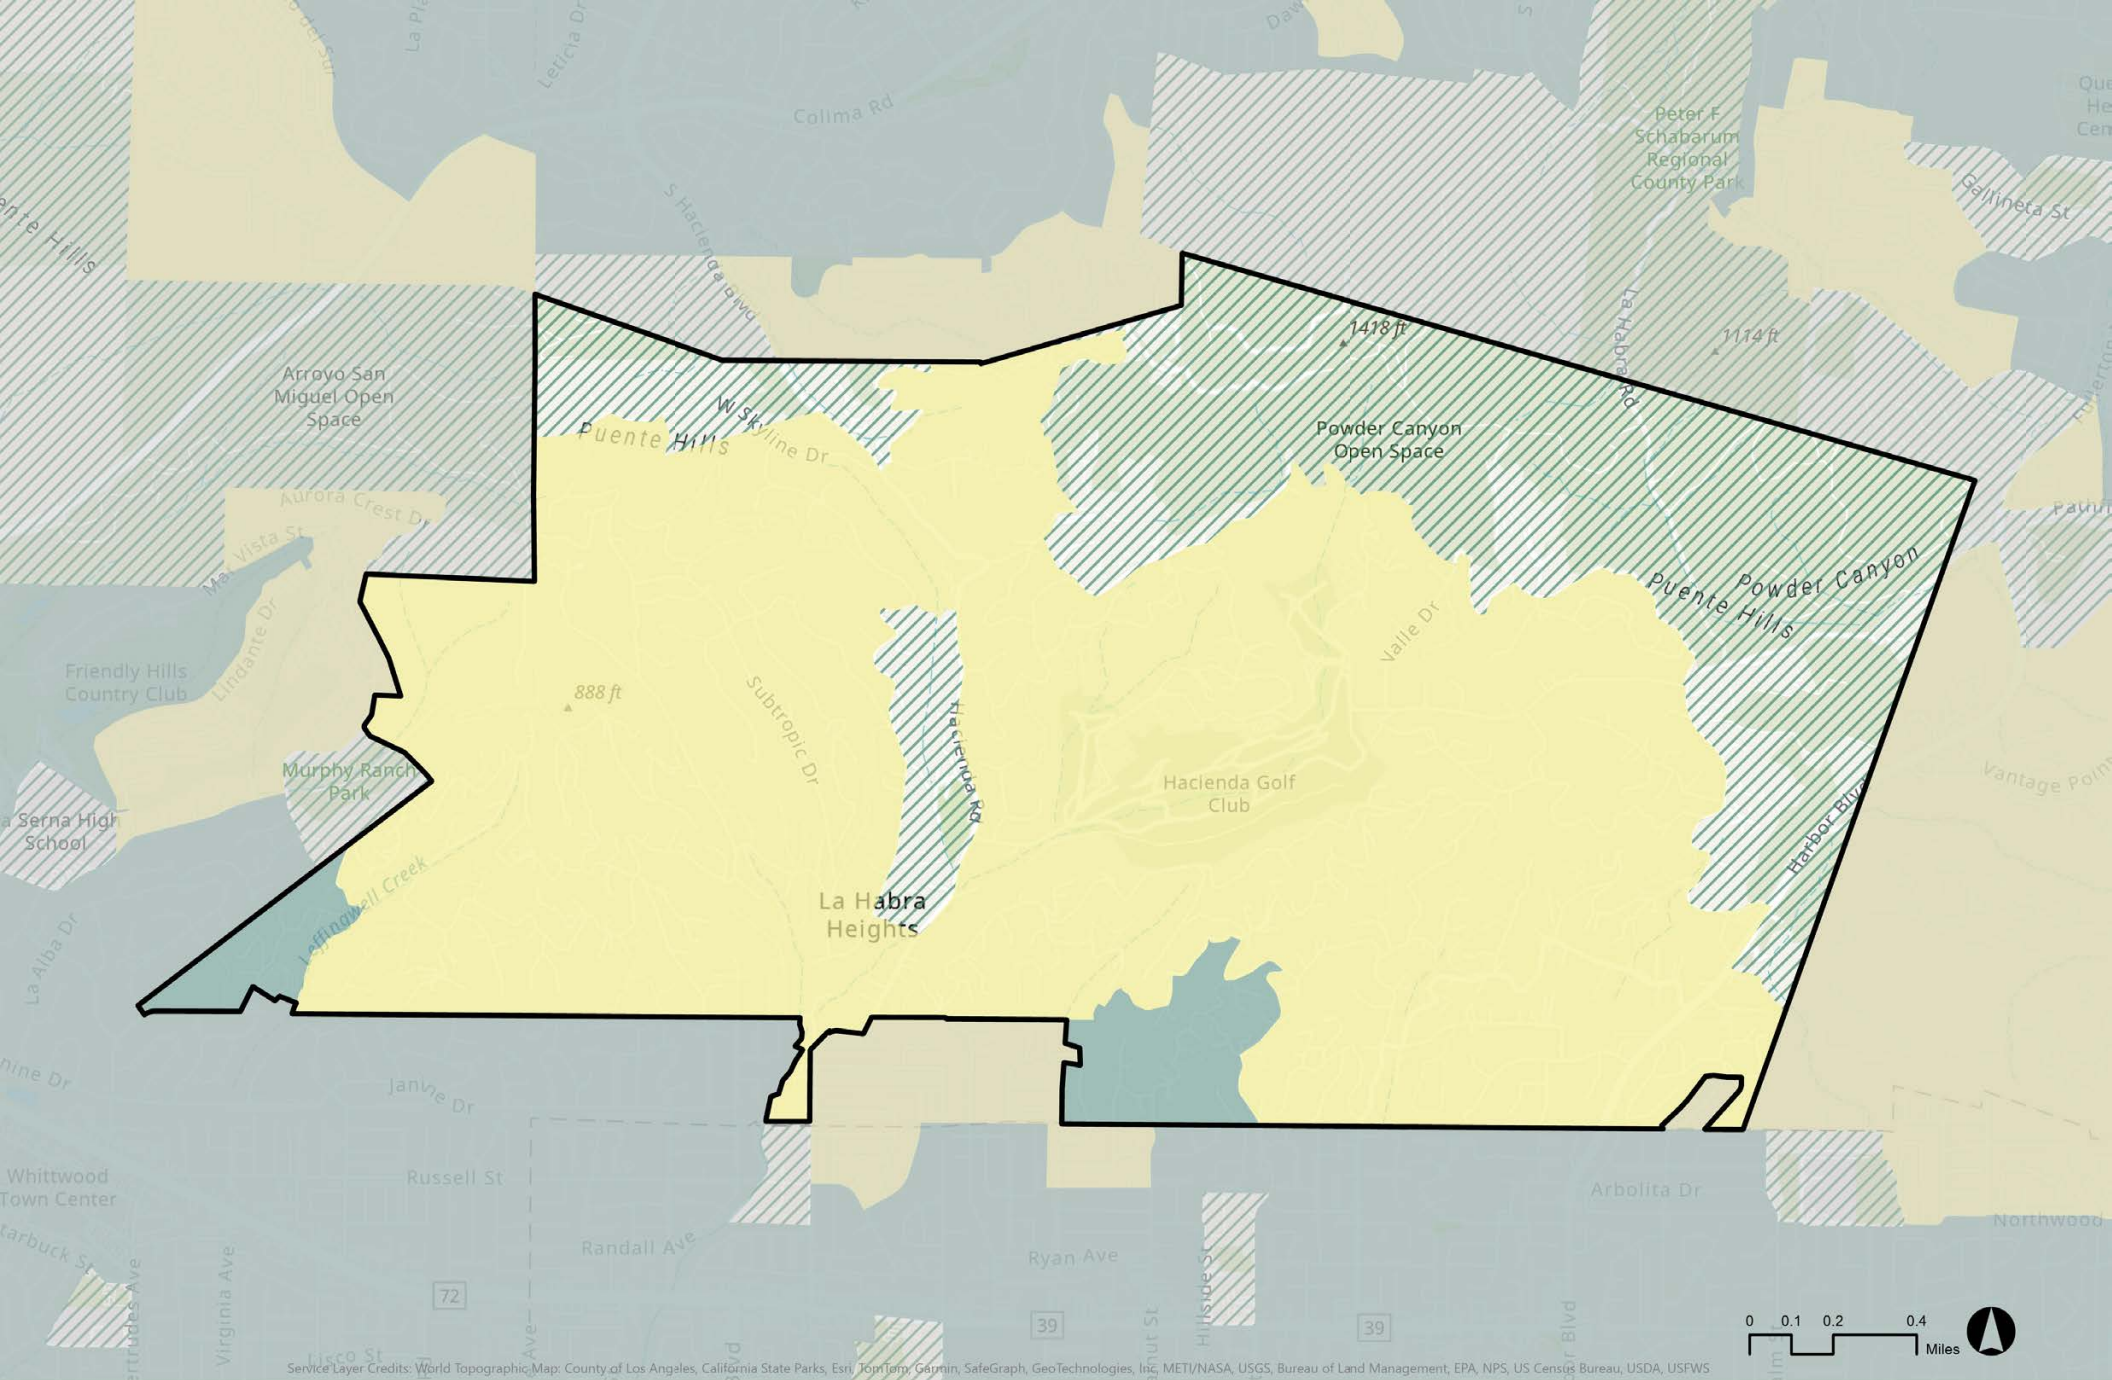 Colima Rd
S Hacienda Blvd
Leticia Dr
Peter F
Schabarum
Regional
County Park
Gallineta St
La Habra Rd
1418 ft
1114 ft
Arroyo San
Miguel Open
Space
W Skyline Dr
Puente Hills
Powder Canyon
Open Space
Aurora Crest Dr
Mar Vista St
Powder Canyon
Puente Hills
Lindante Dr
Friendly Hills
Country Club
888 ft
Subtropic Dr
Valle Dr
Hacienda Rd
Murphy Ranch
Park
Hacienda Golf
Club
a Serna High
School
Harbor Blvd
Vantage Point
Leffingwell Creek
La Habra
Heights
La Alba Dr
Janine Dr
Whittwood
Town Center
Russell St
Arbolita Dr
Northwood
Randall Ave
Ryan Ave
Hillside St
Virginia Ave
72
39
39
Lisco St
0 0.1 0.2 0.4
Miles
Service Layer Credits: World Topographic Map: County of Los Angeles, California State Parks, Esri, TomTom, Garmin, SafeGraph, GeoTechnologies, Inc, METI/NASA, USGS, Bureau of Land Management, EPA, NPS, US Census Bureau, USDA, USFWS